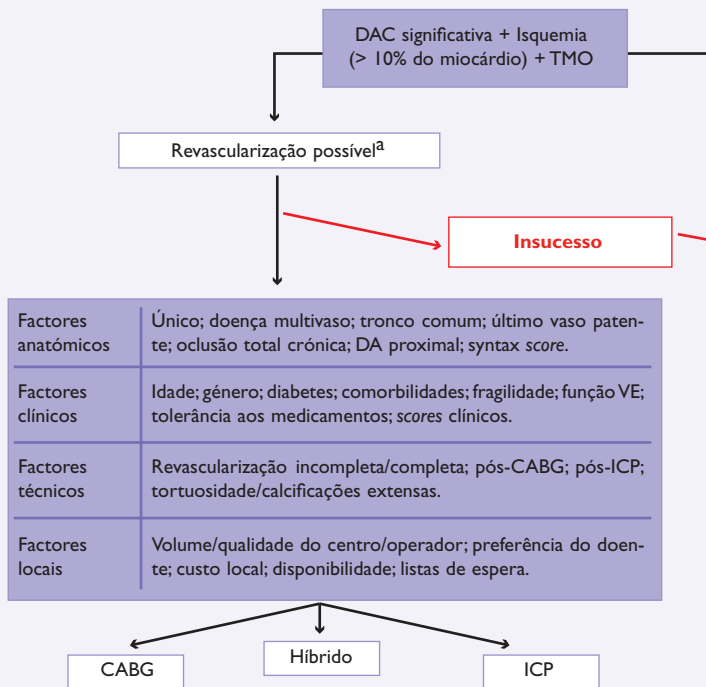 DAC significativa + Isquemia
(> 10% do miocárdio) + TMO
Revascularização possívelª
Insucesso
Factores
anatómicos
Único; doença multivaso; tronco comum; último vaso paten-
te; oclusão total crónica; DA proximal; syntax score.
Factores
clínicos
Idade; género; diabetes; comorbilidades; fragilidade; função VE;
tolerância aos medicamentos; scores clínicos.
Factores
técnicos
Revascularização incompleta/completa; pós-CABG; pós-ICP;
tortuosidade/calcificações extensas.
Factores
locais
Volume/qualidade do centro/operador; preferência do doen-
te; custo local; disponibilidade; listas de espera.
CABG
Híbrido
ICP